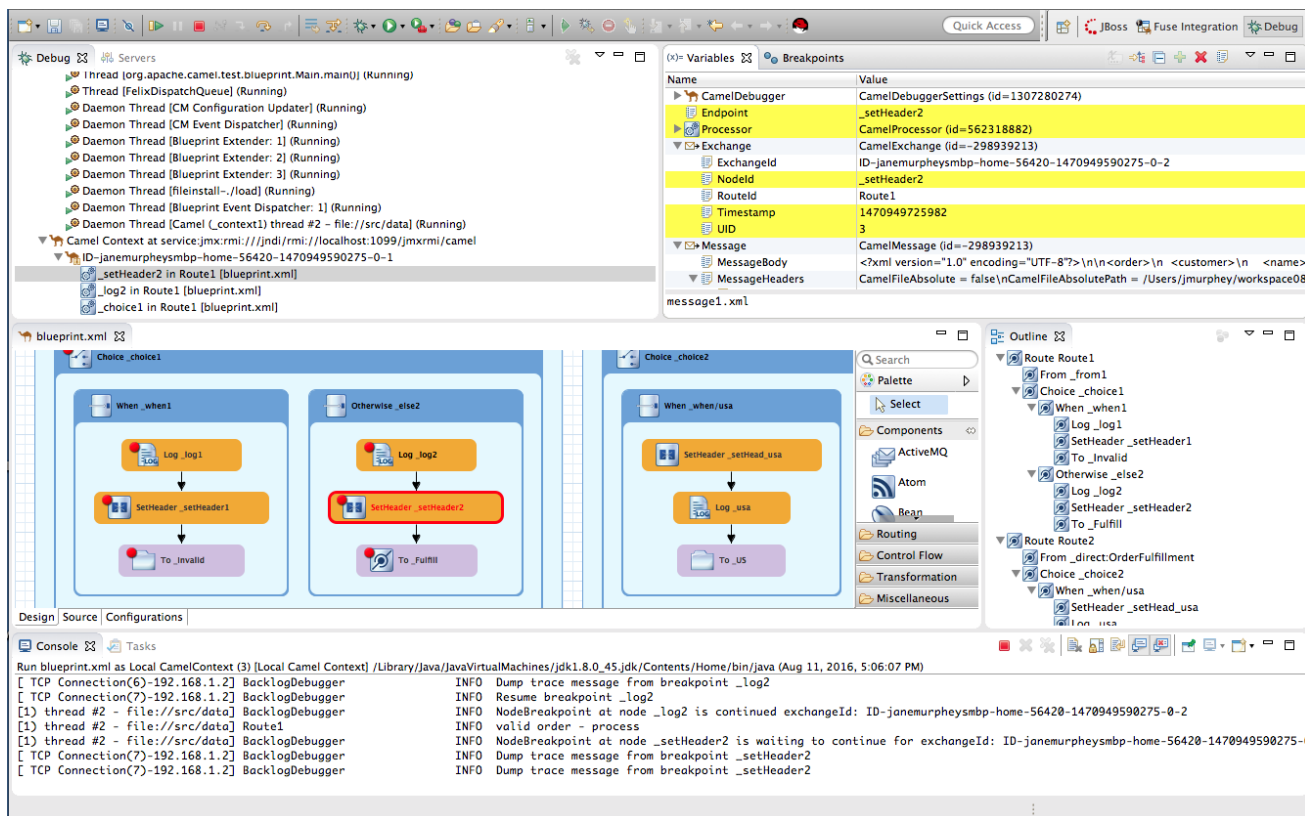 Quick Access
JBoss
Fuse Integration
Debug
Debug
Servers
Thread [org.apache.camel.test.blueprint.Main.main()] (Running)
Thread [FelixDispatchQueue] (Running)
Daemon Thread [CM Configuration Updater] (Running)
Daemon Thread [CM Event Dispatcher] (Running)
Daemon Thread [Blueprint Extender: 1] (Running)
Daemon Thread [Blueprint Extender: 2] (Running)
Daemon Thread [Blueprint Extender: 3] (Running)
Daemon Thread [fileinstall-./load] (Running)
Daemon Thread [Blueprint Event Dispatcher: 1] (Running)
Daemon Thread [Camel (_context1) thread #2 - file://src/data] (Running)
Camel Context at service:jmx:rmi:///jndi/rmi://localhost:1099/jmxrmi/camel
ID-janemurpheysmbp-home-56420-1470949590275-0-1
_setHeader2 in Route1 [blueprint.xml]
_log2 in Route1 [blueprint.xml]
_choice1 in Route1 [blueprint.xml]
(x)= Variables
Breakpoints
Name Value
CamelDebugger CamelDebuggerSettings (id=1307280274)
Endpoint _setHeader2
Processor CamelProcessor (id=562318882)
Exchange CamelExchange (id=-298939213)
ExchangeId ID-janemurpheysmbp-home-56420-1470949590275-0-2
NodeId _setHeader2
RouteId Route1
Timestamp 1470949725982
UID 3
Message CamelMessage (id=-298939213)
MessageBody <?xml version="1.0" encoding="UTF-8"?>\n\n<order>\n <customer>\n <name>
MessageHeaders CamelFileAbsolute = false\nCamelFileAbsolutePath = /Users/jmurphey/workspace08
message1.xml
blueprint.xml
Choice _choice1
When _when1
Log _log1
SetHeader _setHeader1
To _Invalid
Otherwise _else2
Log _log2
SetHeader _setHeader2
To _Fulfill
Choice _choice2
When _when/usa
SetHeader _setHead_usa
Log _usa
To _US
Search
Palette
Select
Components
ActiveMQ
Atom
Bean
Routing
Control Flow
Transformation
Miscellaneous
Design
Source
Configurations
Outline
Route Route1
From _from1
Choice _choice1
When _when1
Log _log1
SetHeader _setHeader1
To _Invalid
Otherwise _else2
Log _log2
SetHeader _setHeader2
To _Fulfill
Route Route2
From _direct:OrderFulfillment
Choice _choice2
When _when/usa
SetHeader _setHead_usa
Log _usa
Console
Tasks
Run blueprint.xml as Local CamelContext (3) [Local Camel Context] /Library/Java/JavaVirtualMachines/jdk1.8.0_45.jdk/Contents/Home/bin/java (Aug 11, 2016, 5:06:07 PM)
[ TCP Connection(6)-192.168.1.2] BacklogDebugger INFO Dump trace message from breakpoint _log2
[ TCP Connection(7)-192.168.1.2] BacklogDebugger INFO Resume breakpoint _log2
[1) thread #2 - file://src/data] BacklogDebugger INFO NodeBreakpoint at node _log2 is continued exchangeId: ID-janemurpheysmbp-home-56420-1470949590275-0-2
[1) thread #2 - file://src/data] Route1 INFO valid order - process
[1) thread #2 - file://src/data] BacklogDebugger INFO NodeBreakpoint at node _setHeader2 is waiting to continue for exchangeId: ID-janemurpheysmbp-home-56420-1470949590275-
[ TCP Connection(7)-192.168.1.2] BacklogDebugger INFO Dump trace message from breakpoint _setHeader2
[ TCP Connection(7)-192.168.1.2] BacklogDebugger INFO Dump trace message from breakpoint _setHeader2